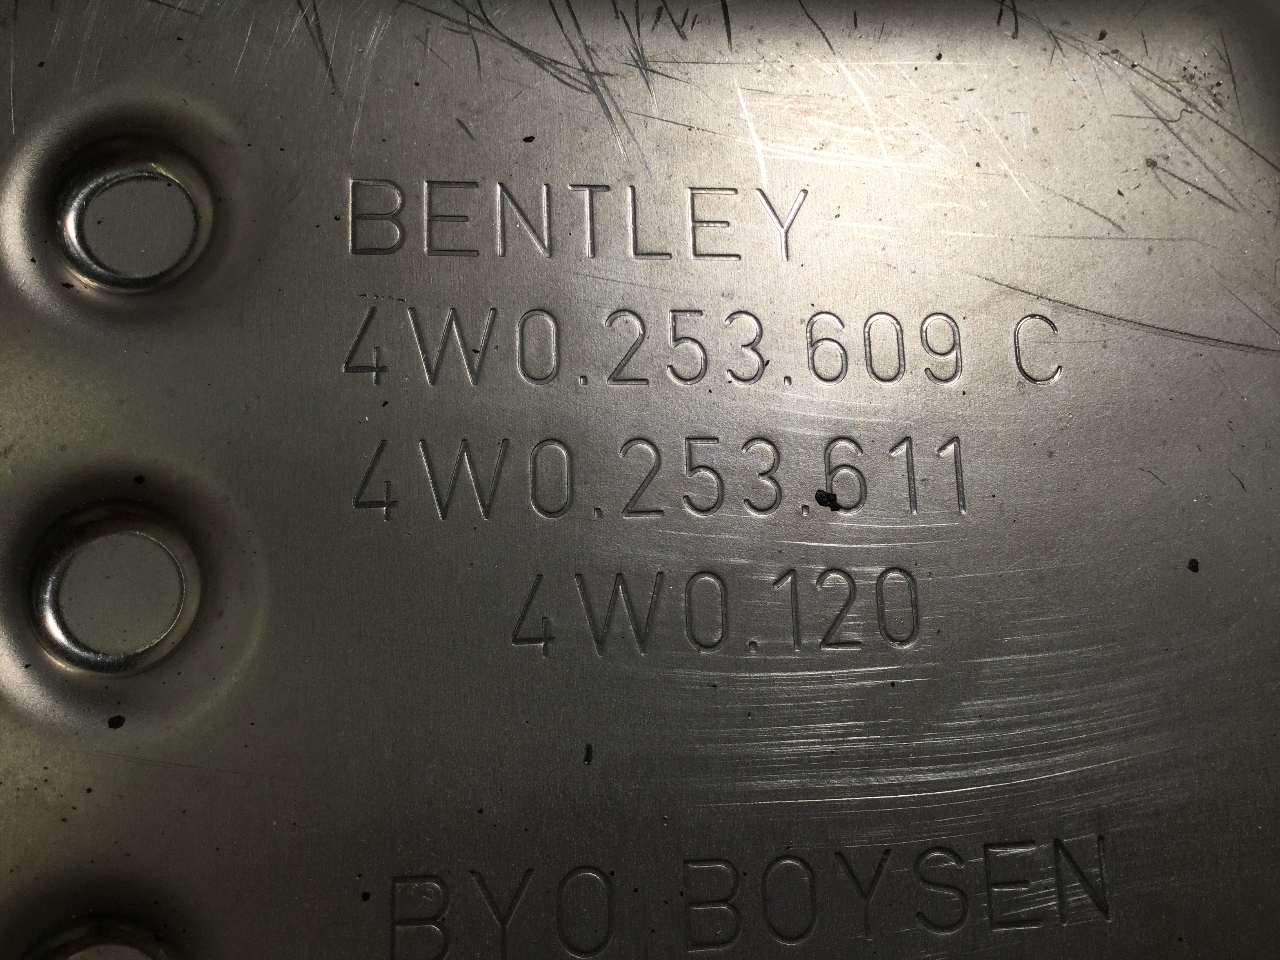 BENTLEY
4W0.253.609 C
4W0.253.611
4W0.120
BYO BOYSEN